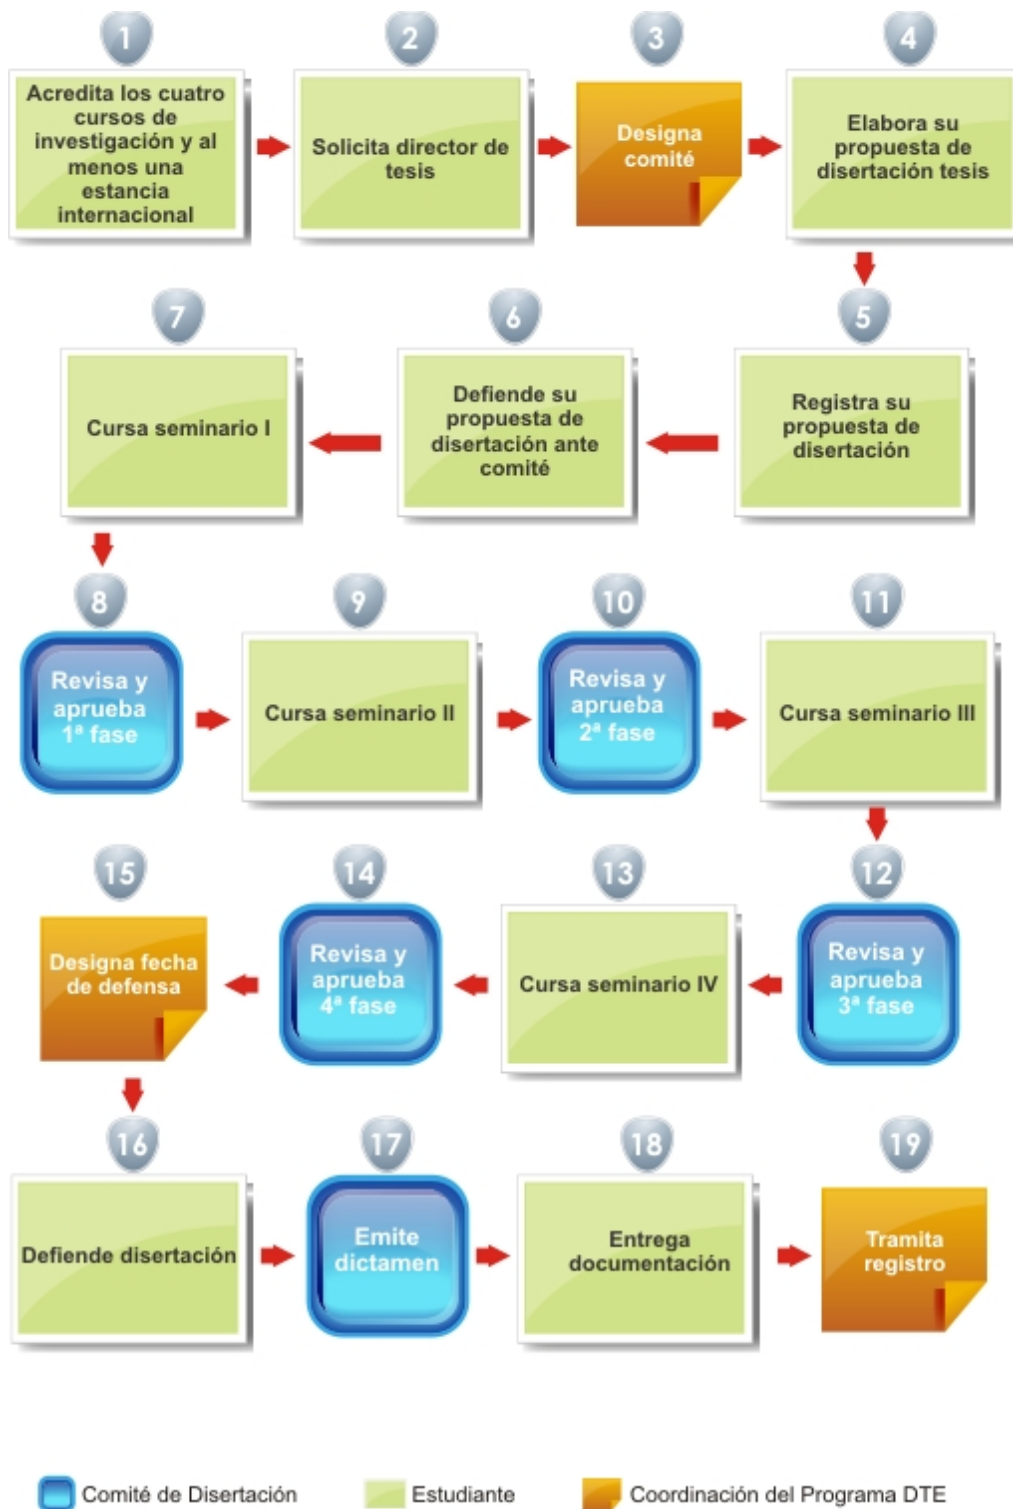 1
2
3
4
Acredita los cuatro
cursos de
investigación y al
menos una
estancia
internacional
Solicita director de
tesis
Designa
comité
Elabora su
propuesta de
disertación tesis
7
6
5
Cursa seminario I
Defiende su
propuesta de
disertación ante
comité
Registra su
propuesta de
disertación
8
9
10
11
Revisa y
aprueba
1ª fase
Cursa seminario II
Revisa y
aprueba
2ª fase
Cursa seminario III
15
14
13
12
Designa fecha
de defensa
Revisa y
aprueba
4ª fase
Cursa seminario IV
Revisa y
aprueba
3ª fase
16
17
18
19
Defiende disertación
Emite
dictamen
Entrega
documentación
Tramita
registro
Comité de Disertación
Estudiante
Coordinación del Programa DTE